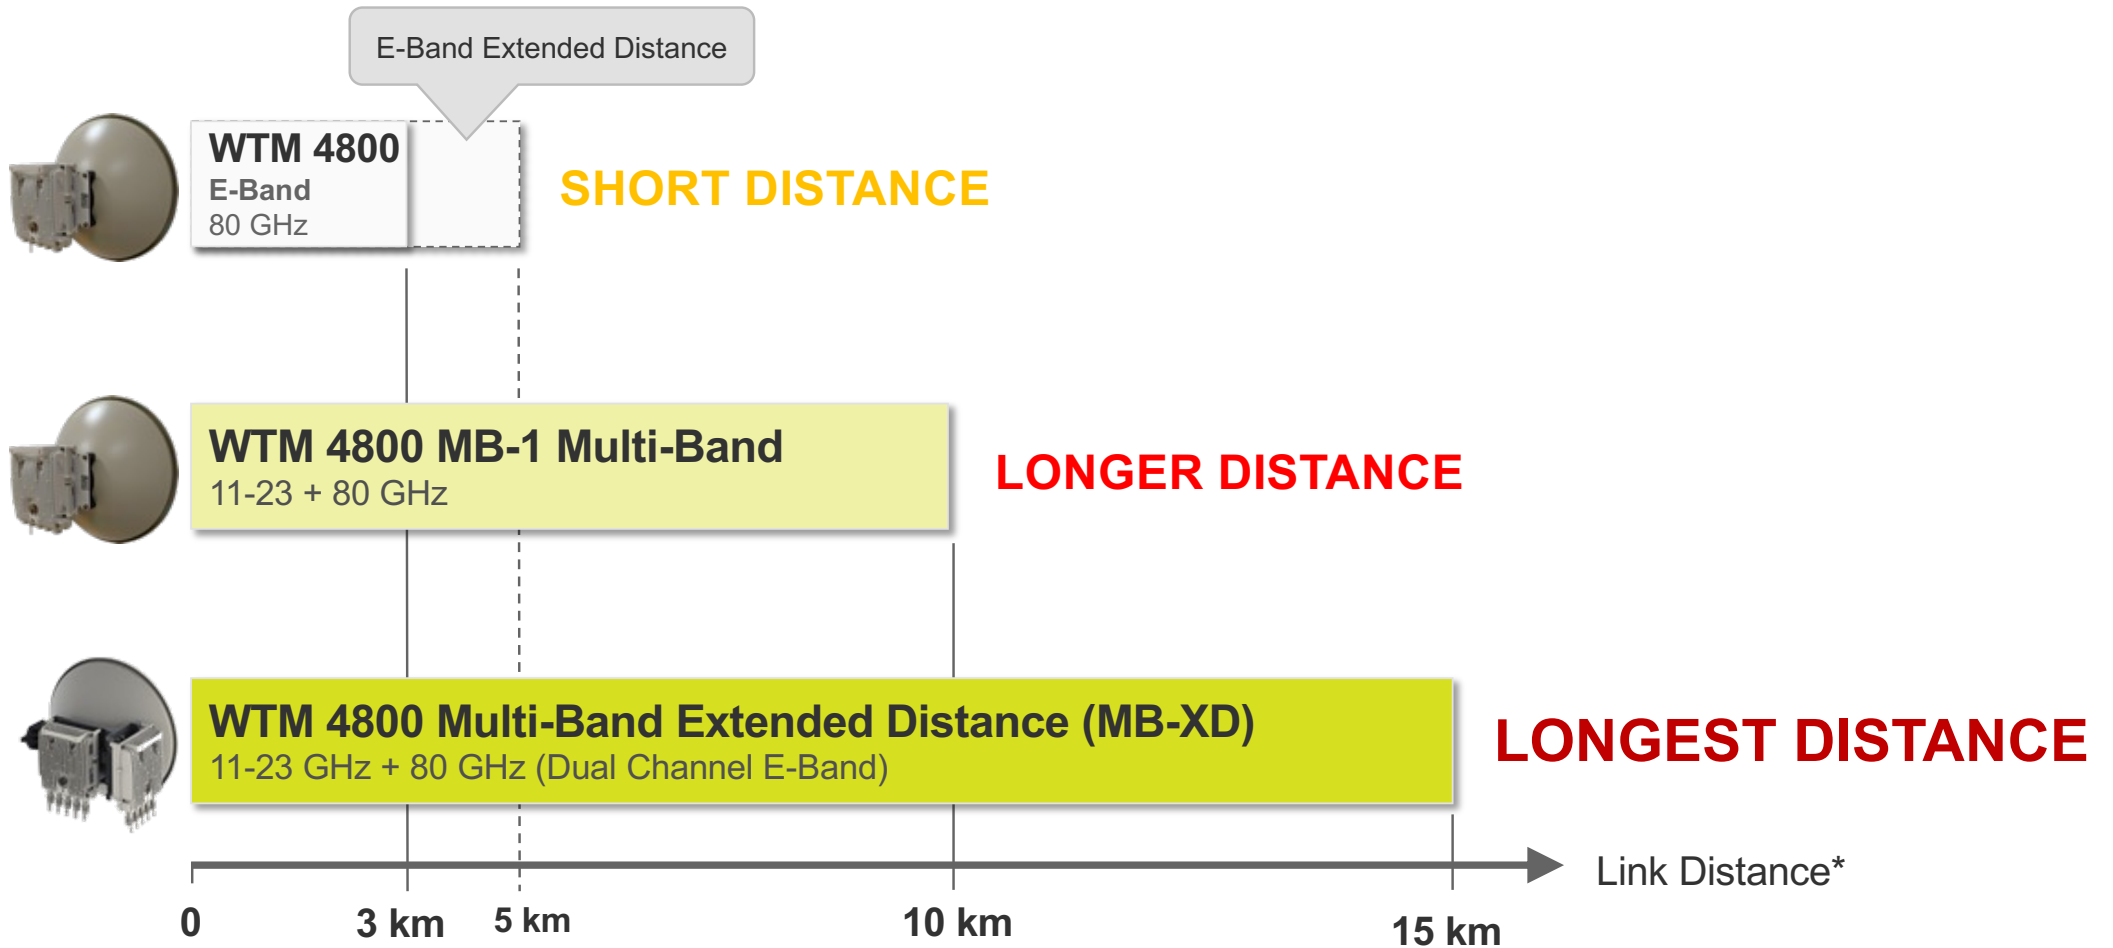 E-Band Extended Distance
WTM 4800
E-Band
80 GHz
SHORT DISTANCE
WTM 4800 MB-1 Multi-Band
11-23 + 80 GHz
LONGER DISTANCE
WTM 4800 Multi-Band Extended Distance (MB-XD)
11-23 GHz + 80 GHz (Dual Channel E-Band)
LONGEST DISTANCE
Link Distance*
0
3 km
5 km
10 km
15 km